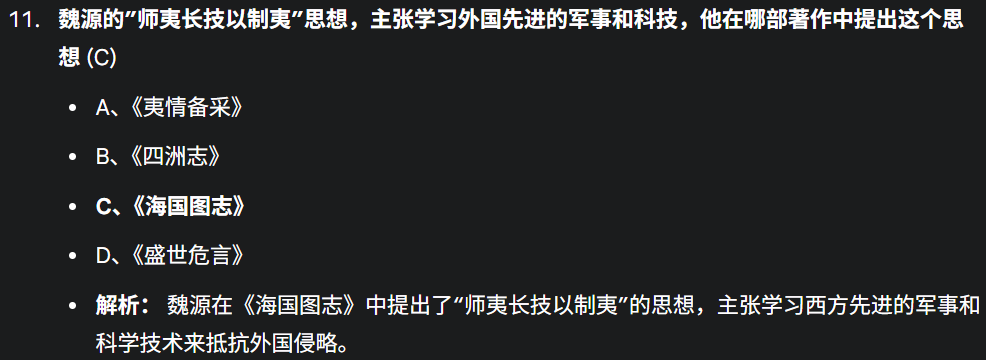 11. 魏源的"师夷长技以制夷"思想，主张学习外国先进的军事和科技，他在哪部著作中提出这个思
想 (C)
• A、《夷情备采》
• B、《四洲志》
• C、《海国图志》
• D、《盛世危言》
• 解析： 魏源在《海国图志》中提出了“师夷长技以制夷”的思想，主张学习西方先进的军事和
科学技术来抵抗外国侵略。